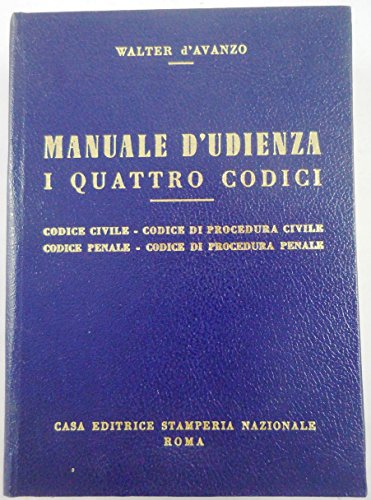 WALTER d'AVANZO
MANUALE D'UDIENZA
I QUATTRO CODICI
CODICE CIVILE - CODICE DI PROCEDURA CIVILE
CODICE PENALE - CODICE DI PROCEDURA PENALE
CASA EDITRICE STAMPERIA NAZIONALE
ROMA